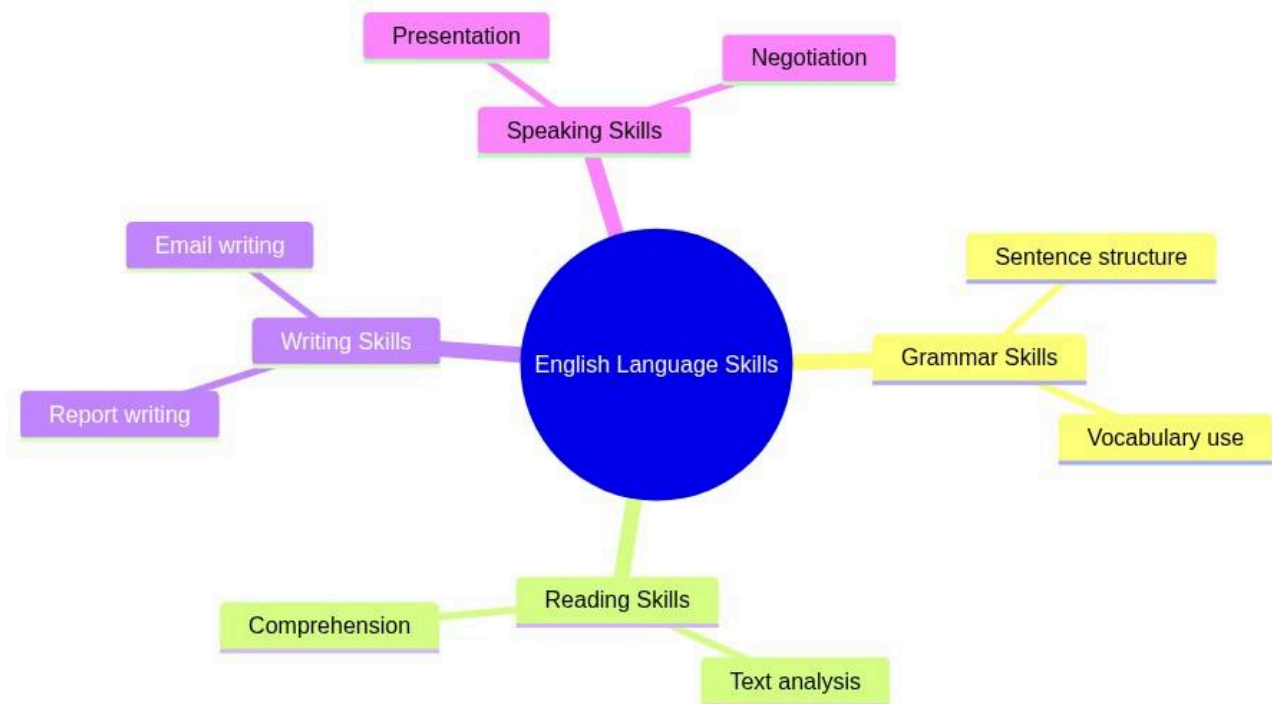 Presentation
Negotiation
Speaking Skills
Email writing
Sentence structure
Writing Skills
Grammar Skills
English Language Skills
Report writing
Vocabulary use
Reading Skills
Comprehension
Text analysis